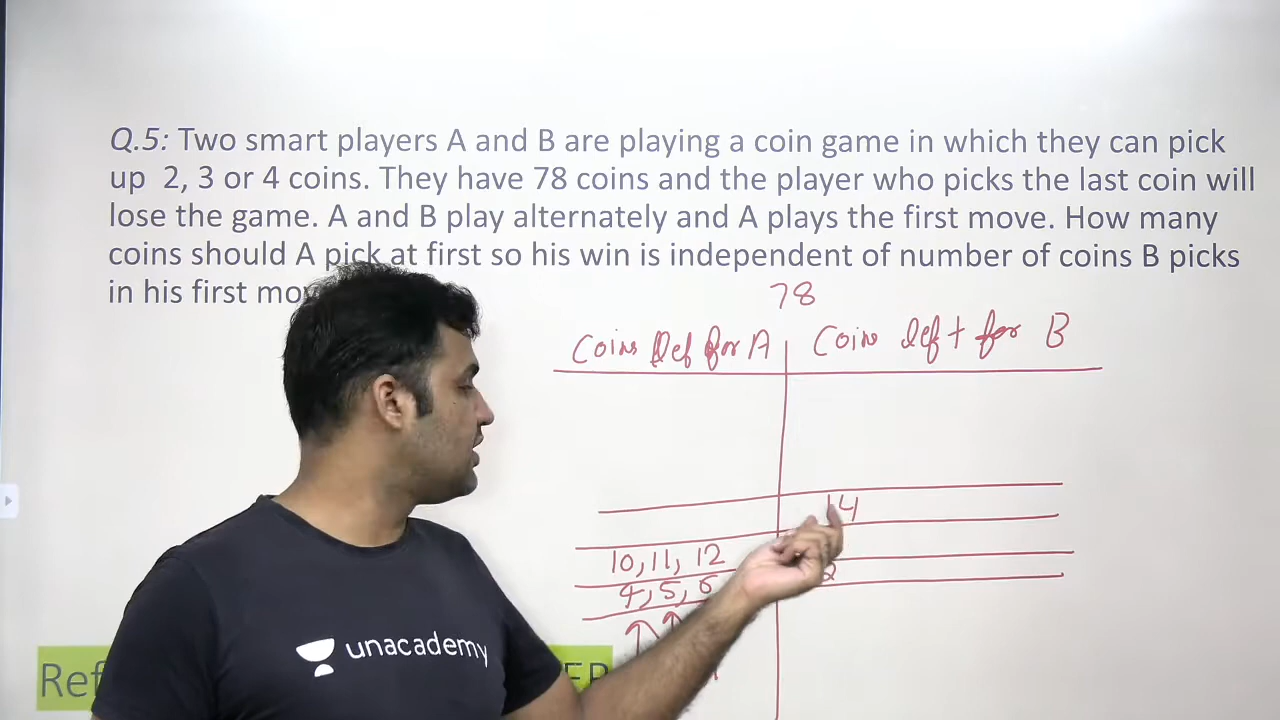 Q.5: Two smart players A and B are playing a coin game in which they can pick
up 2, 3 or 4 coins. They have 78 coins and the player who picks the last coin will
lose the game. A and B play alternately and A plays the first move. How many
coins should A pick at first so his win is independent of number of coins B picks
in his first
78
Coins for A Coins left for B
14
10, 11, 12
4, 5, 6 2
unacademy
Ref